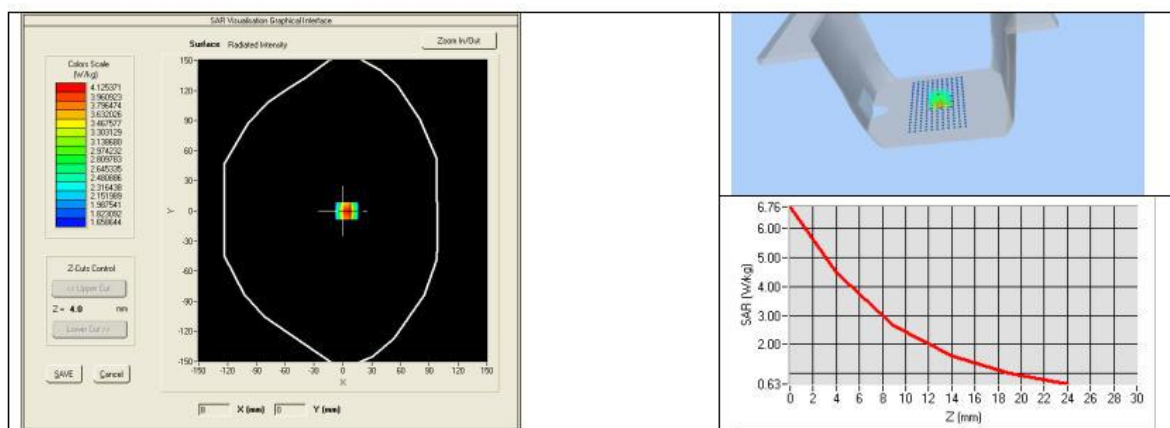 SAR Visualisation Graphical Interface
Surface Radiated Intensity
Zoom In/Out
Colors Scale
(W/kg)
4.125371
3.960923
3.796474
3.632026
3.467577
3.303129
3.138680
2.974232
2.809783
2.645335
2.480886
2.316438
2.151989
1.987541
1.823092
1.658644
150
120
90
60
30
0
-30
-60
-90
-120
-150
Y
-150 -120 -90 -60 -30 0 30 60 90 120 150
X
Z-Cuts Control
<< Upper Cut
Z = 4.0 mm
Lower Cut >>
SAVE Cancel
8 X (mm) 0 Y (mm)
6.76
6.00
5.00
4.00
3.00
2.00
0.63
SAR (W/kg)
0 2 4 6 8 10 12 14 16 18 20 22 24 26 28 30
Z (mm)